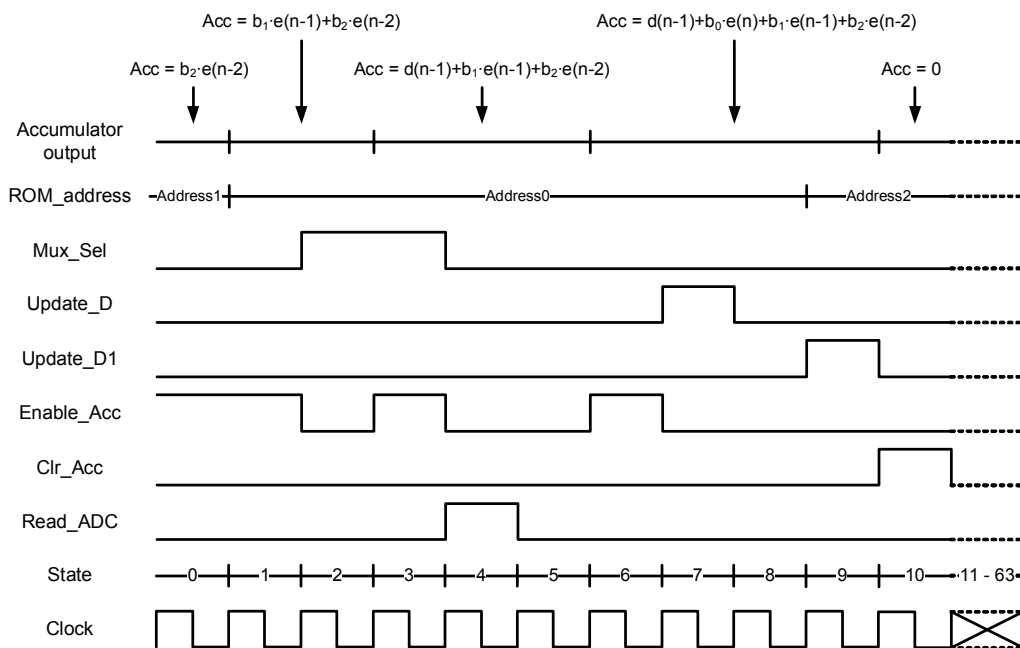 Acc = b₁·e(n-1)+b₂·e(n-2)
Acc = d(n-1)+b₀·e(n)+b₁·e(n-1)+b₂·e(n-2)
Acc = b₂·e(n-2)
Acc = d(n-1)+b₁·e(n-1)+b₂·e(n-2)
Acc = 0
Accumulator
output
ROM_address
Address1
Address0
Address2
Mux_Sel
Update_D
Update_D1
Enable_Acc
Clr_Acc
Read_ADC
State
0 1 2 3 4 5 6 7 8 9 10 11 - 63
Clock